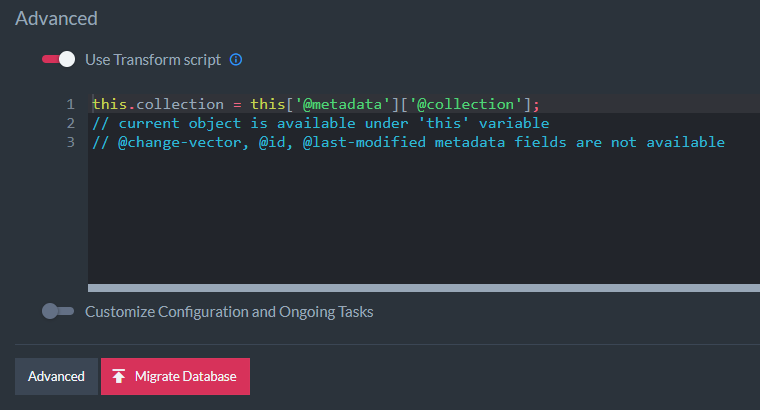 Advanced
Use Transform script
1 this.collection = this['@metadata']['@collection'];
2 // current object is available under 'this' variable
3 // @change-vector, @id, @last-modified metadata fields are not available
Customize Configuration and Ongoing Tasks
Advanced Migrate Database